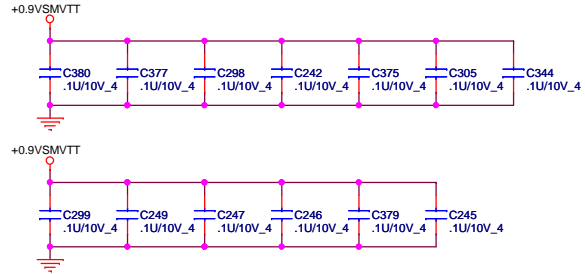 +0.9VSMVTT
C380 C377 C298 C242 C375 C305 C344
.1U/10V_4 .1U/10V_4 .1U/10V_4 .1U/10V_4 .1U/10V_4 .1U/10V_4 .1U/10V_4
+0.9VSMVTT
C299 C249 C247 C246 C379 C245
.1U/10V_4 .1U/10V_4 .1U/10V_4 .1U/10V_4 .1U/10V_4 .1U/10V_4